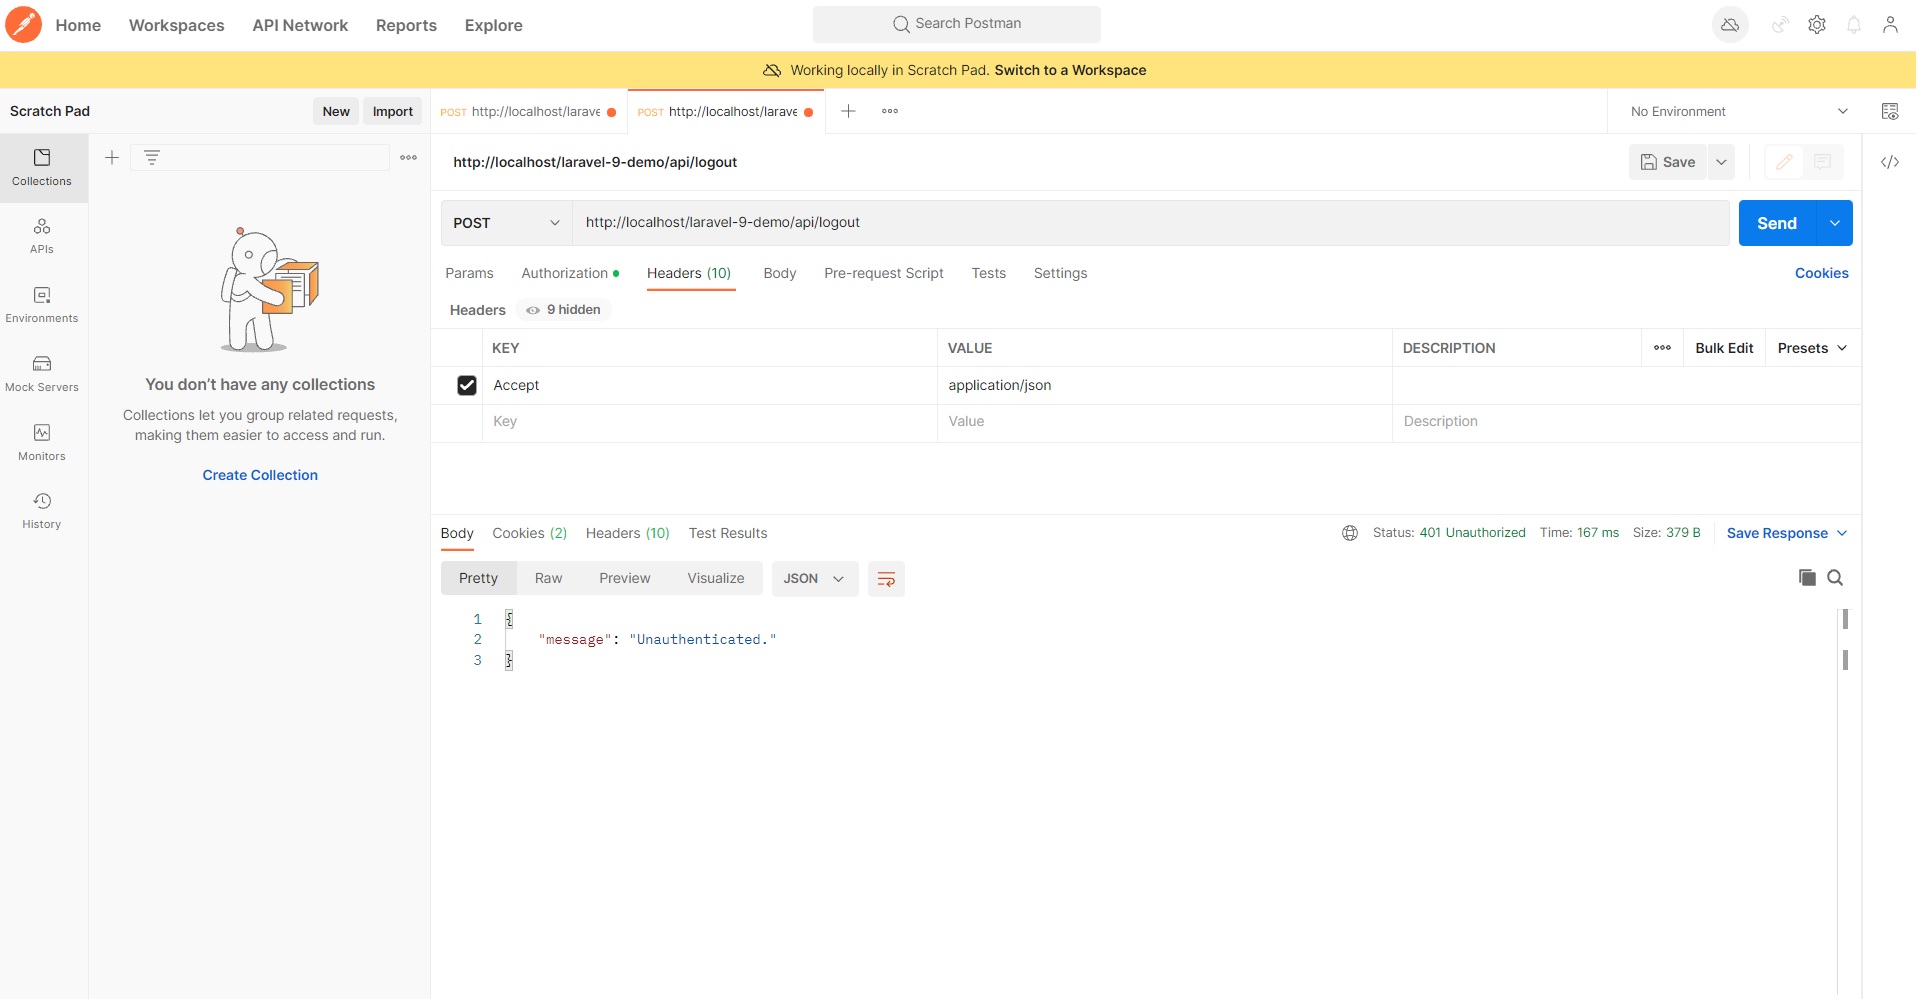 Home Workspaces API Network Reports Explore Search Postman
Working locally in Scratch Pad. Switch to a Workspace
Scratch Pad New Import POST http://localhost/larave POST http://localhost/larave No Environment
Collections
APIs
Environments
Mock Servers
Monitors
History
You don't have any collections
Collections let you group related requests,
making them easier to access and run.
Create Collection
http://localhost/laravel-9-demo/api/logout Save
POST http://localhost/laravel-9-demo/api/logout Send
Params Authorization Headers (10) Body Pre-request Script Tests Settings Cookies
Headers 9 hidden
KEY VALUE DESCRIPTION Bulk Edit Presets
Accept application/json
Key Value Description
Body Cookies (2) Headers (10) Test Results Status: 401 Unauthorized Time: 167 ms Size: 379 B Save Response
Pretty Raw Preview Visualize JSON
1 {
2 "message": "Unauthenticated."
3 }